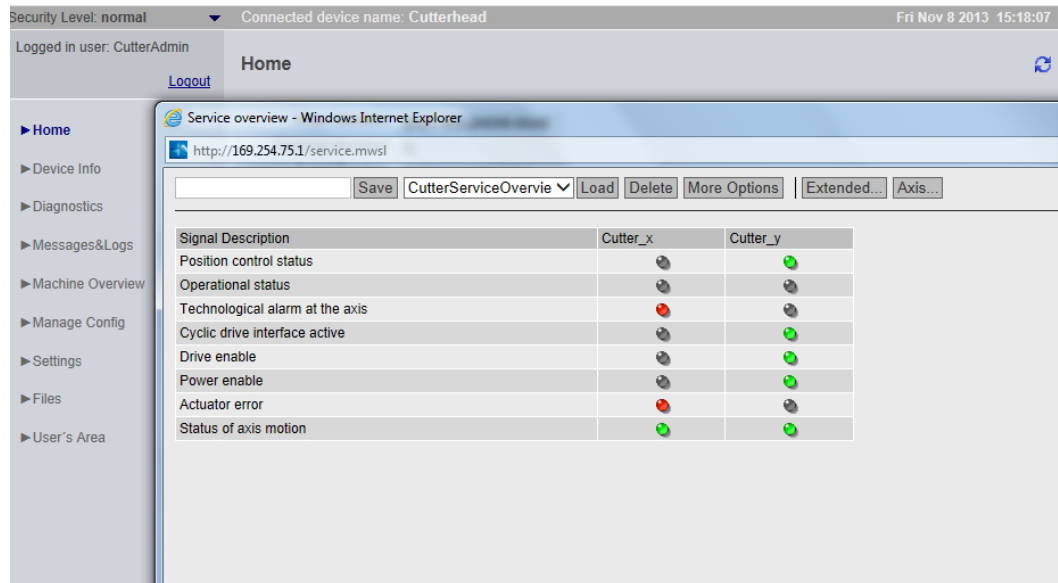 Security Level: normal Connected device name: Cutterhead Fri Nov 8 2013 15:18:07
Logged in user: CutterAdmin
Logout
Home
►Home
►Device Info
►Diagnostics
►Messages&Logs
►Machine Overview
►Manage Config
►Settings
►Files
►User´s Area
Service overview - Windows Internet Explorer
http://169.254.75.1/service.mwsl
Save CutterServiceOvervie Load Delete More Options Extended... Axis...
Signal Description Cutter_x Cutter_y
Position control status
Operational status
Technological alarm at the axis
Cyclic drive interface active
Drive enable
Power enable
Actuator error
Status of axis motion